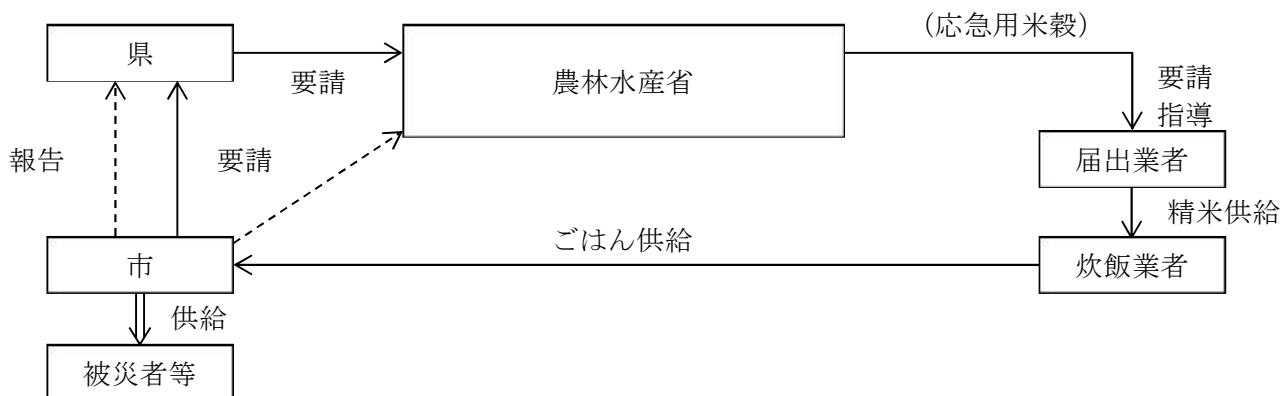 県
要請
農林水産省
(応急用米穀)
要請
指導
報告
要請
届出業者
精米供給
市
ごはん供給
炊飯業者
供給
被災者等